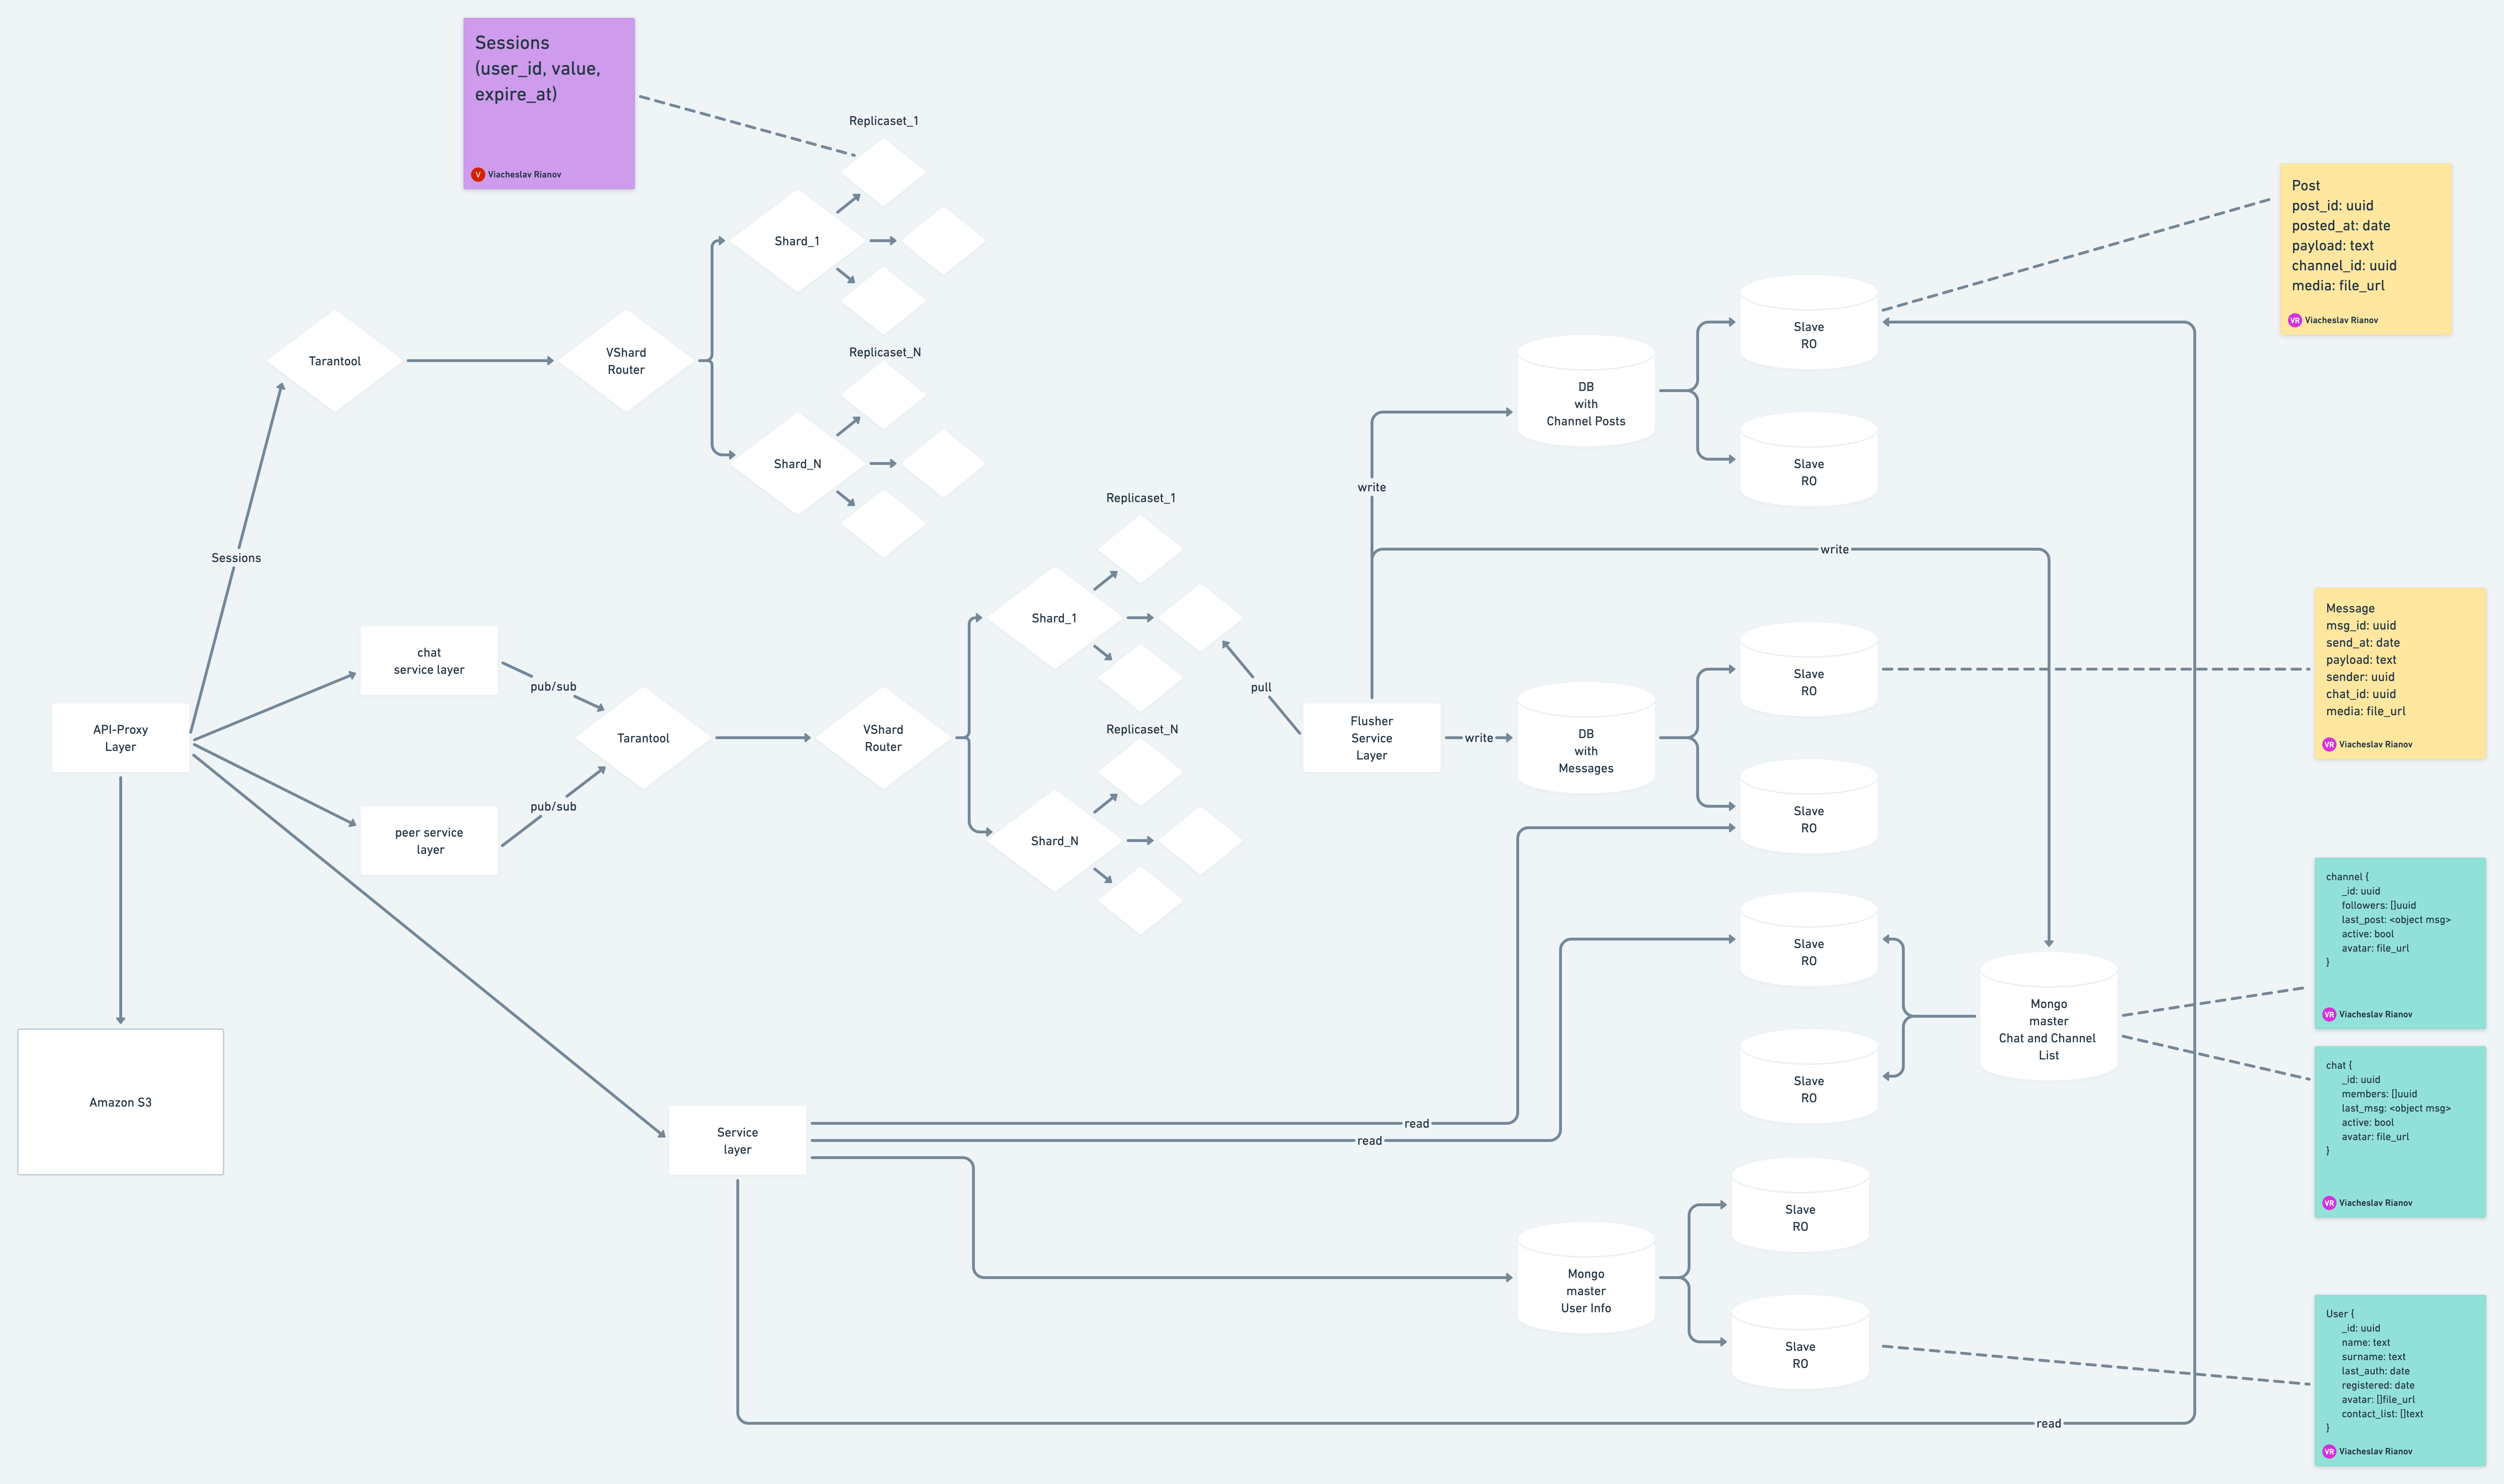 Sessions
(user_id, value,
expire_at)
V Viacheslav Rianov
Replicaset_1
Shard_1
Tarantool
VShard
Router
Replicaset_N
Shard_N
Sessions
API-Proxy
Layer
chat
service layer
pub/sub
peer service
layer
pub/sub
Tarantool
VShard
Router
Replicaset_1
Shard_1
Replicaset_N
Shard_N
pull
Flusher
Service
Layer
write
write
write
DB
with
Channel Posts
Slave
RO
Slave
RO
DB
with
Messages
Slave
RO
Slave
RO
Slave
RO
Slave
RO
Mongo
master
Chat and Channel
List
Amazon S3
Service
layer
read
read
read
Mongo
master
User Info
Slave
RO
Slave
RO
Post
post_id: uuid
posted_at: date
payload: text
channel_id: uuid
media: file_url
VR Viacheslav Rianov
Message
msg_id: uuid
send_at: date
payload: text
sender: uuid
chat_id: uuid
media: file_url
VR Viacheslav Rianov
channel {
_id: uuid
followers: []uuid
last_post: <object msg>
active: bool
avatar: file_url
}
VR Viacheslav Rianov
chat {
_id: uuid
members: []uuid
last_msg: <object msg>
active: bool
avatar: file_url
}
VR Viacheslav Rianov
User {
_id: uuid
name: text
surname: text
last_auth: date
registered: date
avatar: []file_url
contact_list: []text
}
VR Viacheslav Rianov